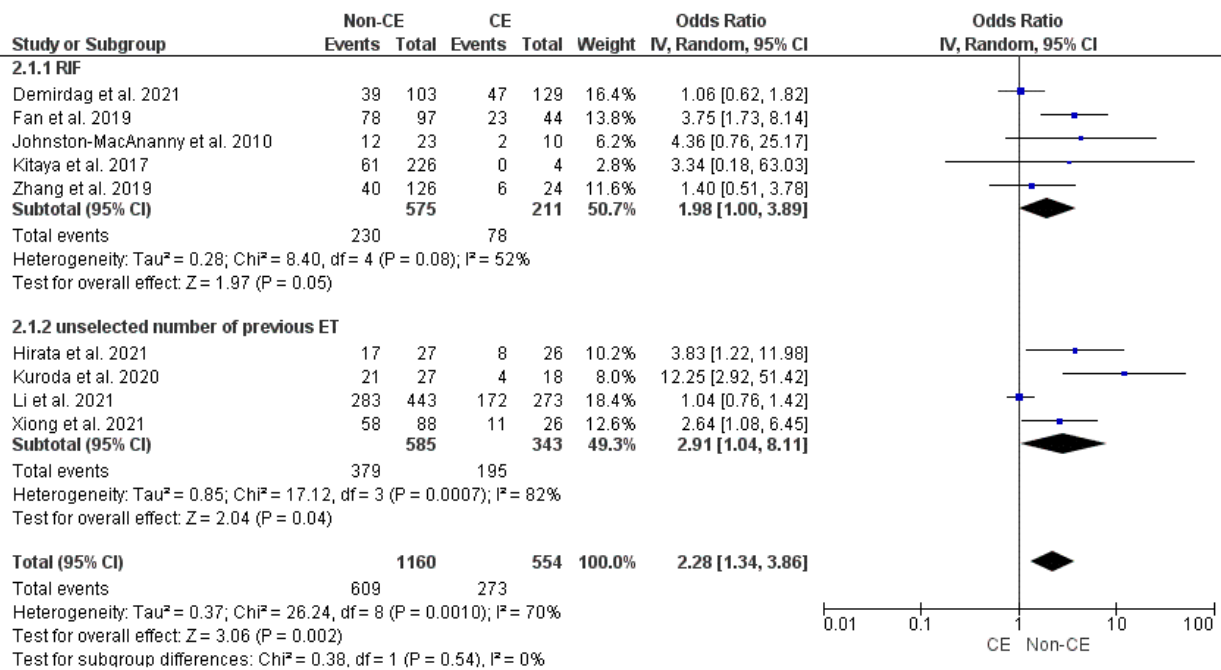 Non-CE CE Odds Ratio Odds Ratio
Study or Subgroup Events Total Events Total Weight IV, Random, 95% CI IV, Random, 95% CI
2.1.1 RIF
Demirdag et al. 2021 39 103 47 129 16.4% 1.06 [0.62, 1.82]
Fan et al. 2019 78 97 23 44 13.8% 3.75 [1.73, 8.14]
Johnston-MacAnanny et al. 2010 12 23 2 10 6.2% 4.36 [0.76, 25.17]
Kitaya et al. 2017 61 226 0 4 2.8% 3.34 [0.18, 63.03]
Zhang et al. 2019 40 126 6 24 11.6% 1.40 [0.51, 3.78]
Subtotal (95% CI) 575 211 50.7% 1.98 [1.00, 3.89]
Total events 230 78
Heterogeneity: Tau² = 0.28; Chi² = 8.40, df = 4 (P = 0.08); I² = 52%
Test for overall effect: Z = 1.97 (P = 0.05)
2.1.2 unselected number of previous ET
Hirata et al. 2021 17 27 8 26 10.2% 3.83 [1.22, 11.98]
Kuroda et al. 2020 21 27 4 18 8.0% 12.25 [2.92, 51.42]
Li et al. 2021 283 443 172 273 18.4% 1.04 [0.76, 1.42]
Xiong et al. 2021 58 88 11 26 12.6% 2.64 [1.08, 6.45]
Subtotal (95% CI) 585 343 49.3% 2.91 [1.04, 8.11]
Total events 379 195
Heterogeneity: Tau² = 0.85; Chi² = 17.12, df = 3 (P = 0.0007); I² = 82%
Test for overall effect: Z = 2.04 (P = 0.04)
Total (95% CI) 1160 554 100.0% 2.28 [1.34, 3.86]
Total events 609 273
Heterogeneity: Tau² = 0.37; Chi² = 26.24, df = 8 (P = 0.0010); I² = 70%
Test for overall effect: Z = 3.06 (P = 0.002)
Test for subgroup differences: Chi² = 0.38, df = 1 (P = 0.54), I² = 0%
0.01 0.1 1 10 100
CE Non-CE